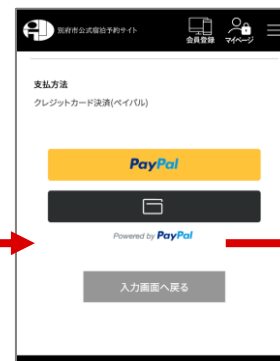 別府市公式宿泊予約サイト
会員登録 マイページ
支払方法
クレジットカード決済(ペイパル)
PayPal
Powered by PayPal
入力画面へ戻る